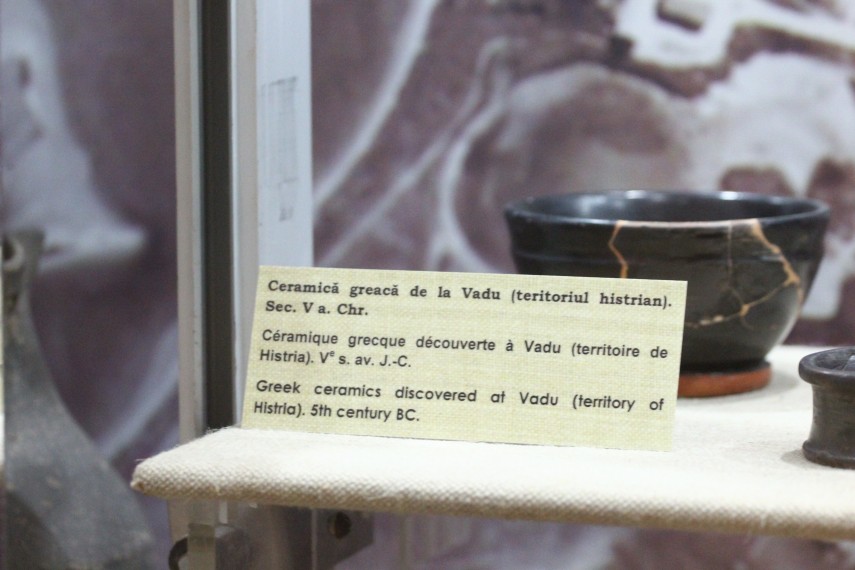 Ceramică greacă de la Vadu (teritoriul histrian).
Sec. V a. Chr.
Céramique grecque découverte à Vadu (territoire de
Histria). Vᵉ s. av. J.-C.
Greek ceramics discovered at Vadu (territory of
Histria). 5th century BC.